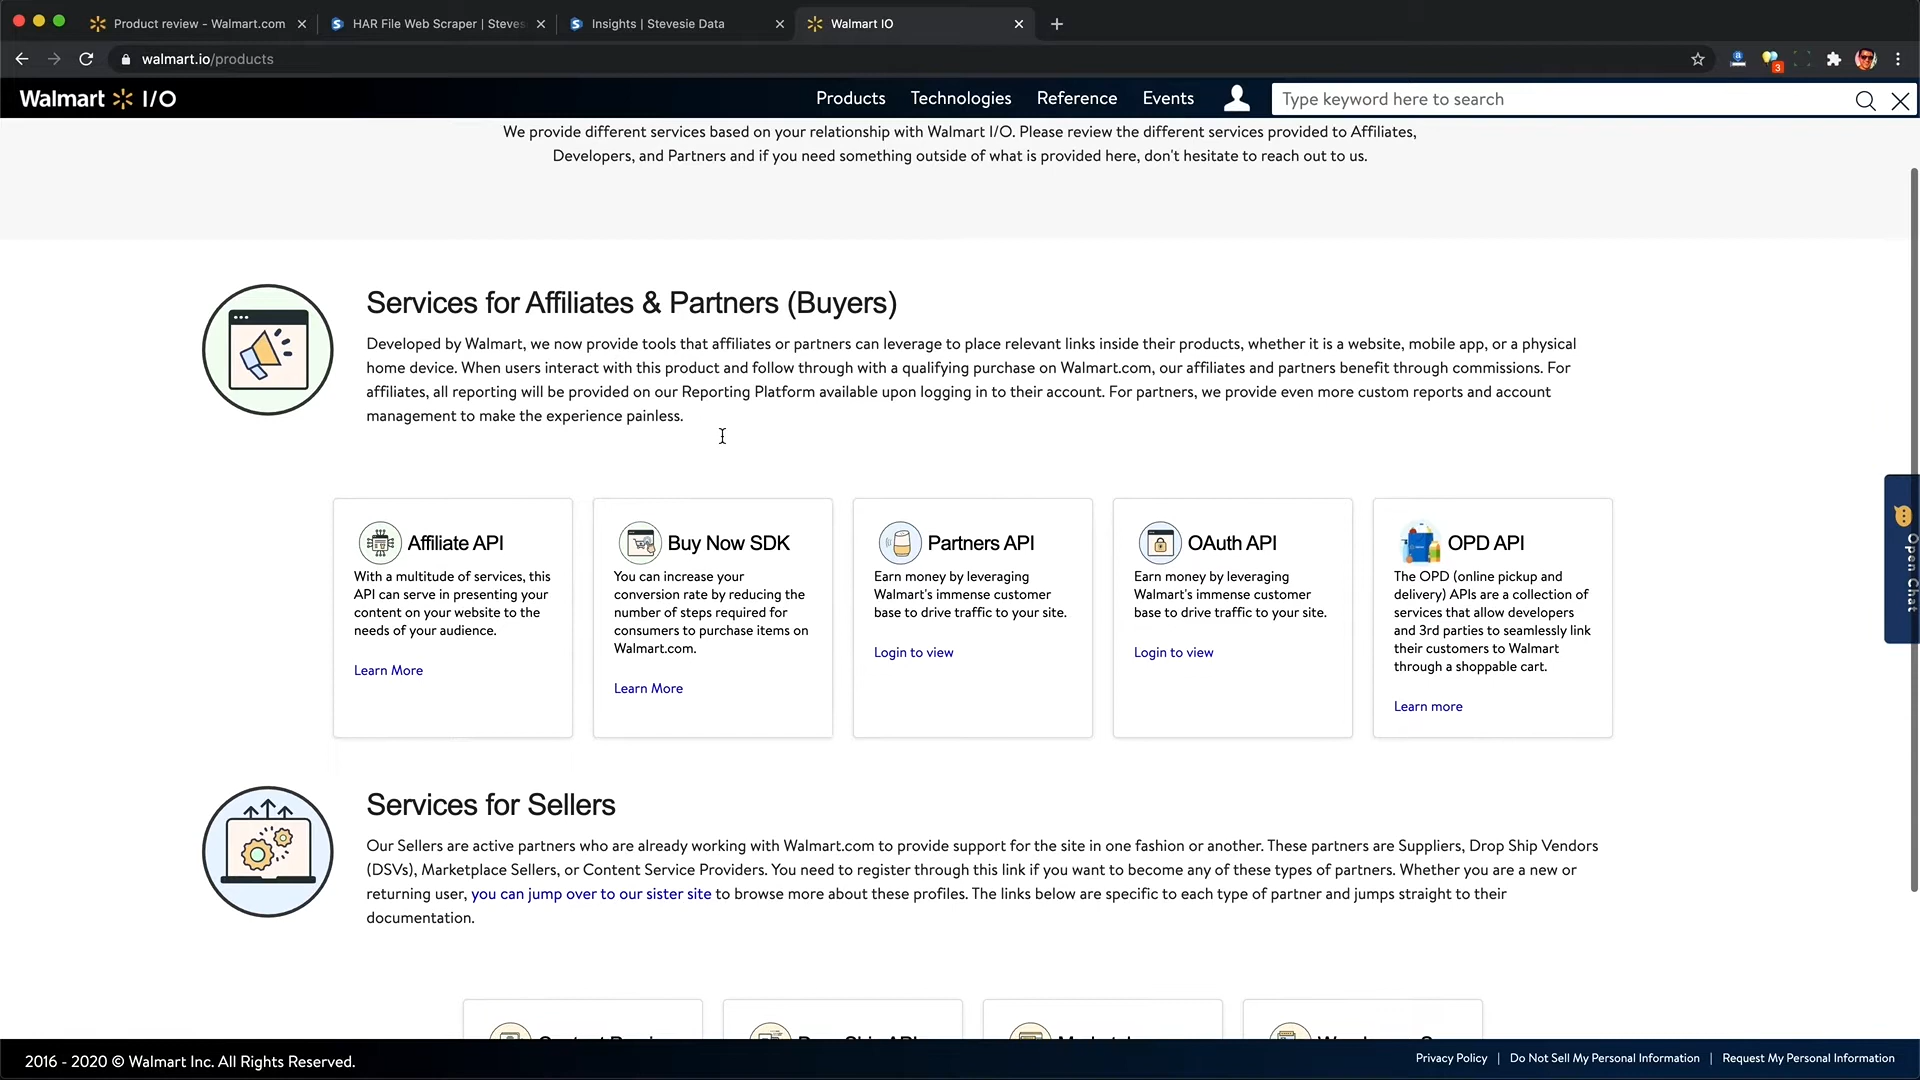 Product review - Walmart.com
HAR File Web Scraper | Steves
Insights | Stevesie Data
Walmart IO
walmart.io/products
3
Walmart I/O
Products
Technologies
Reference
Events
Type keyword here to search
We provide different services based on your relationship with Walmart I/O. Please review the different services provided to Affiliates,
Developers, and Partners and if you need something outside of what is provided here, don't hesitate to reach out to us.
Services for Affiliates & Partners (Buyers)
Developed by Walmart, we now provide tools that affiliates or partners can leverage to place relevant links inside their products, whether it is a website, mobile app, or a physical
home device. When users interact with this product and follow through with a qualifying purchase on Walmart.com, our affiliates and partners benefit through commissions. For
affiliates, all reporting will be provided on our Reporting Platform available upon logging in to their account. For partners, we provide even more custom reports and account
management to make the experience painless.
Affiliate API
With a multitude of services, this
API can serve in presenting your
content on your website to the
needs of your audience.
Learn More
Buy Now SDK
You can increase your
conversion rate by reducing the
number of steps required for
consumers to purchase items on
Walmart.com.
Learn More
Partners API
Earn money by leveraging
Walmart's immense customer
base to drive traffic to your site.
Login to view
OAuth API
Earn money by leveraging
Walmart's immense customer
base to drive traffic to your site.
Login to view
OPD API
The OPD (online pickup and
delivery) APIs are a collection of
services that allow developers
and 3rd parties to seamlessly link
their customers to Walmart
through a shoppable cart.
Learn more
Open Chat
Services for Sellers
Our Sellers are active partners who are already working with Walmart.com to provide support for the site in one fashion or another. These partners are Suppliers, Drop Ship Vendors
(DSVs), Marketplace Sellers, or Content Service Providers. You need to register through this link if you want to become any of these types of partners. Whether you are a new or
returning user, you can jump over to our sister site to browse more about these profiles. The links below are specific to each type of partner and jumps straight to their
documentation.
2016 - 2020 © Walmart Inc. All Rights Reserved.
Privacy Policy | Do Not Sell My Personal Information | Request My Personal Information